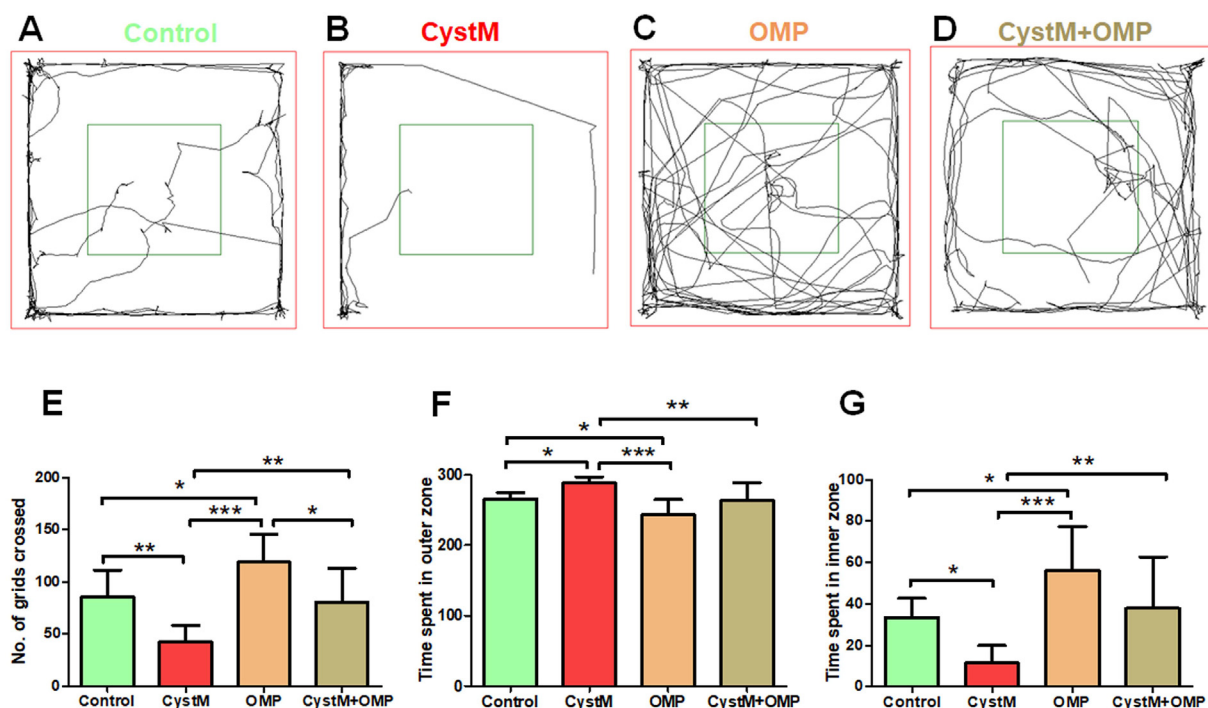 A Control
B CystM
C OMP
D CystM+OMP
E
No. of grids crossed
200
150
100
50
0
*
**
***
*
**
Control CystM OMP CystM+OMP
F
Time spent in outer zone
300
200
100
0
**
*
*
***
Control CystM OMP CystM+OMP
G
Time spent in inner zone
100
80
60
40
20
0
*
**
***
*
Control CystM OMP CystM+OMP